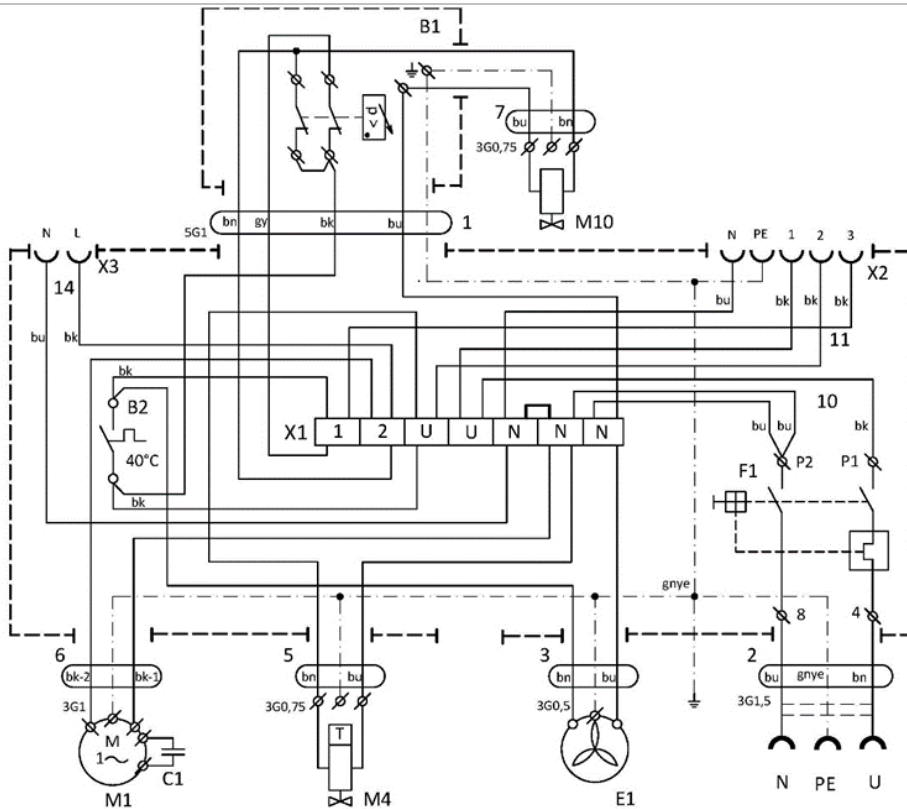 B1
7 bu bn
3G0,75
M10
bn gy bk bu 1
5G1
N L
X3
N PE 1 2 3
X2
14
bu bk
bu bk bk bk
11
bk
B2
40°C
bk
X1 1 2 U U N N N
10
bu bu bk
F1 P2 P1
gnye
8 4
6 bk-2 bk-1
3G1
5 bn bu
3G0,75
3 bn bu
3G0,5
2 bu gnye bn
3G1,5
M
1~
C1
M1
T
M4
E1
N PE U